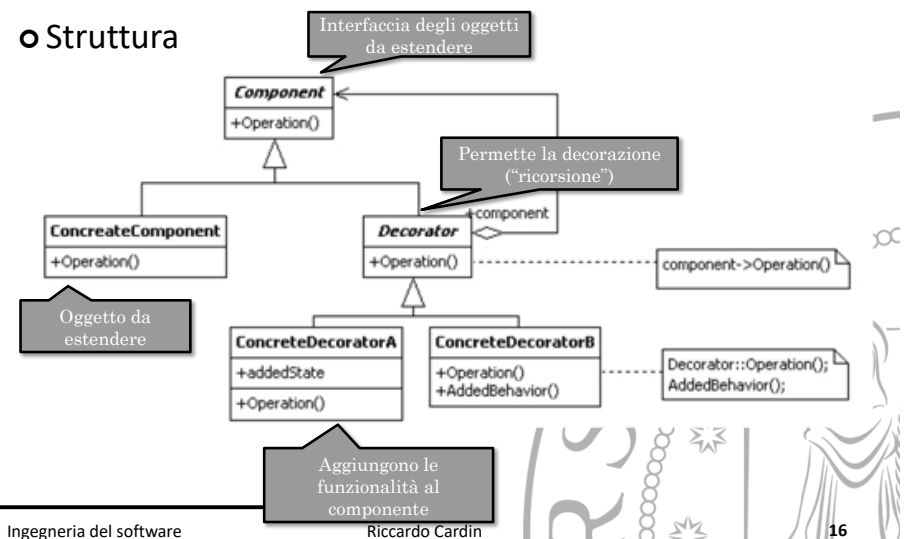 Struttura
Interfaccia degli oggetti
da estendere
Component
+Operation()
Permette la decorazione
("ricorsione")
+component
ConcreateComponent
+Operation()
Decorator
+Operation()
component->Operation()
Oggetto da
estendere
ConcreteDecoratorA
+addedState
+Operation()
ConcreteDecoratorB
+Operation()
+AddedBehavior()
Decorator::Operation();
AddedBehavior();
Aggiungono le
funzionalità al
componente
Ingegneria del software
Riccardo Cardin
16